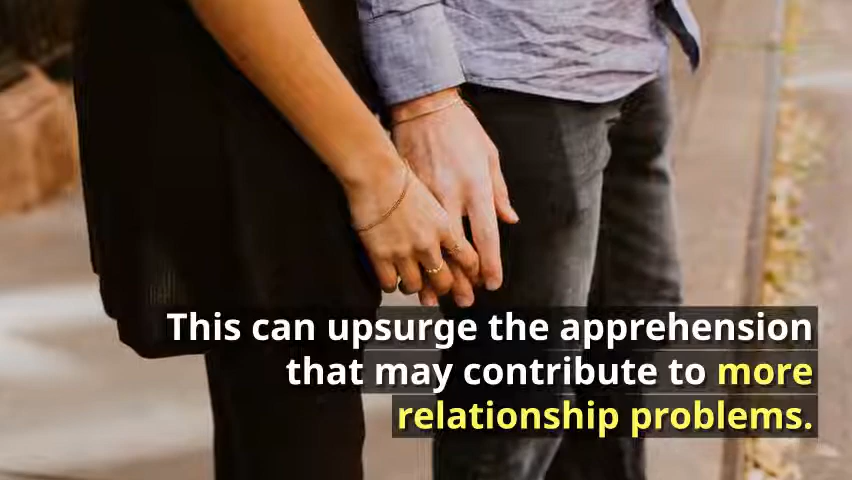 This can upsurge the apprehension
that may contribute to more
relationship problems.